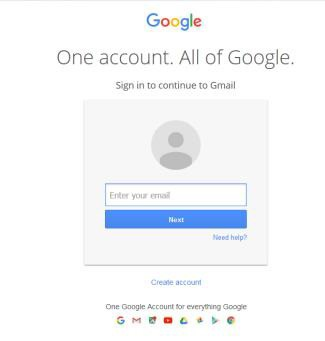 Google
One account. All of Google.
Sign in to continue to Gmail
Enter your email
Next
Need help?
Create account
One Google Account for everything Google